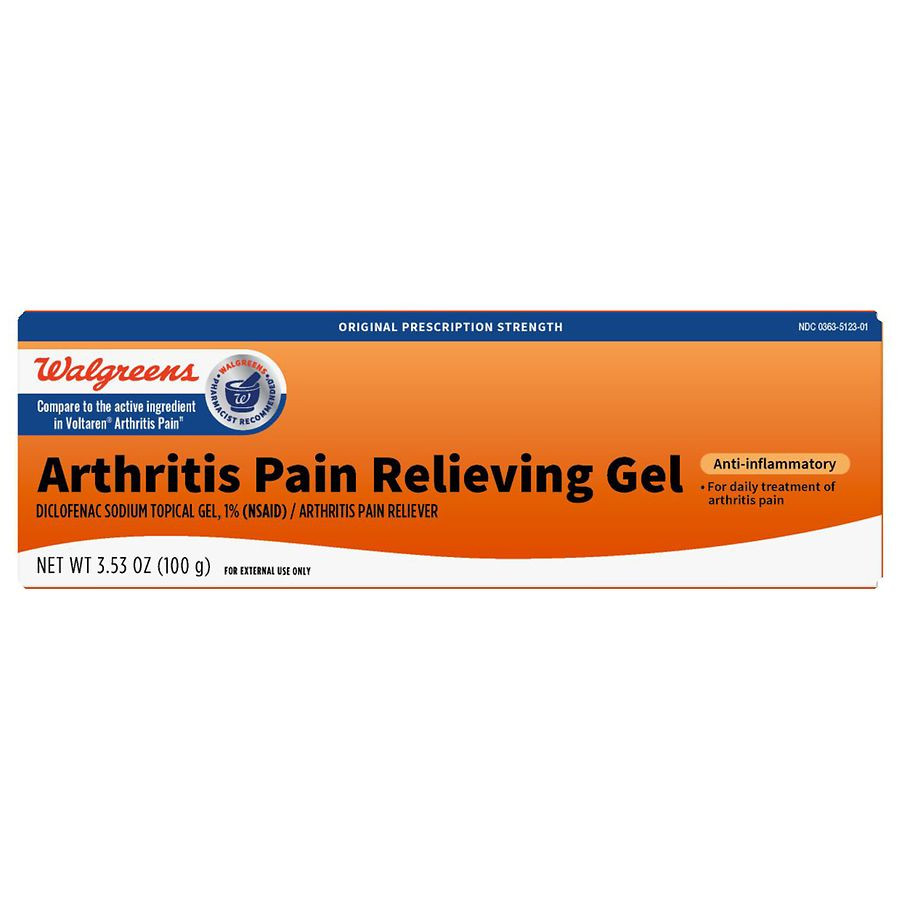 ORIGINAL PRESCRIPTION STRENGTH
NDC 0363-5123-01
Walgreens
WALGREENS
• PHARMACIST RECOMMENDED •
W
Compare to the active ingredient
in Voltaren® Arthritis Pain††
Arthritis Pain Relieving Gel
DICLOFENAC SODIUM TOPICAL GEL, 1% (NSAID) / ARTHRITIS PAIN RELIEVER
Anti-inflammatory
• For daily treatment of
arthritis pain
NET WT 3.53 OZ (100 g)
FOR EXTERNAL USE ONLY